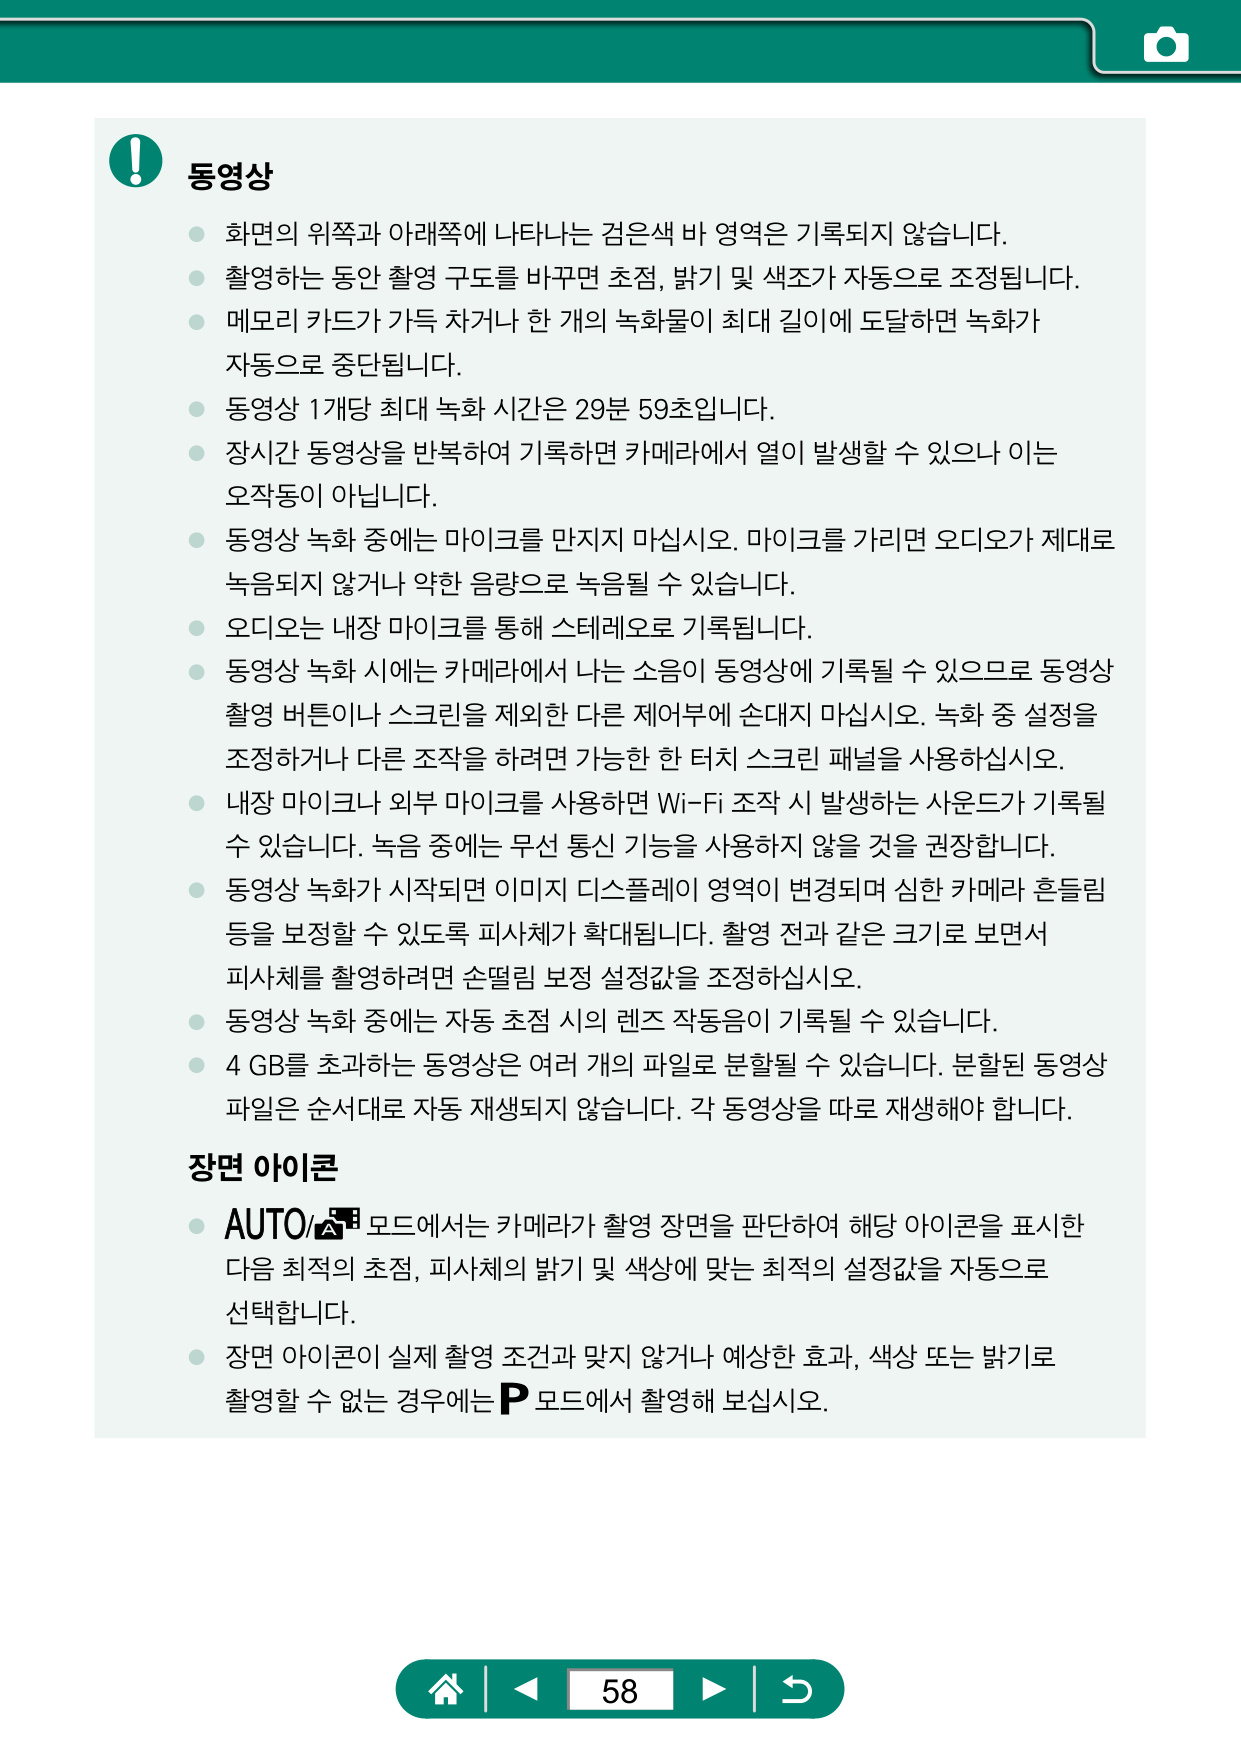 동영상
화면의 위쪽과 아래쪽에 나타나는 검은색 바 영역은 기록되지 않습니다.
촬영하는 동안 촬영 구도를 바꾸면 초점, 밝기 및 색조가 자동으로 조정됩니다.
메모리 카드가 가득 차거나 한 개의 녹화물이 최대 길이에 도달하면 녹화가
자동으로 중단됩니다.
동영상 1개당 최대 녹화 시간은 29분 59초입니다.
장시간 동영상을 반복하여 기록하면 카메라에서 열이 발생할 수 있으나 이는
오작동이 아닙니다.
동영상 녹화 중에는 마이크를 만지지 마십시오. 마이크를 가리면 오디오가 제대로
녹음되지 않거나 약한 음량으로 녹음될 수 있습니다.
오디오는 내장 마이크를 통해 스테레오로 기록됩니다.
동영상 녹화 시에는 카메라에서 나는 소음이 동영상에 기록될 수 있으므로 동영상
촬영 버튼이나 스크린을 제외한 다른 제어부에 손대지 마십시오. 녹화 중 설정을
조정하거나 다른 조작을 하려면 가능한 한 터치 스크린 패널을 사용하십시오.
내장 마이크나 외부 마이크를 사용하면 Wi-Fi 조작 시 발생하는 사운드가 기록될
수 있습니다. 녹음 중에는 무선 통신 기능을 사용하지 않을 것을 권장합니다.
동영상 녹화가 시작되면 이미지 디스플레이 영역이 변경되며 심한 카메라 흔들림
등을 보정할 수 있도록 피사체가 확대됩니다. 촬영 전과 같은 크기로 보면서
피사체를 촬영하려면 손떨림 보정 설정값을 조정하십시오.
동영상 녹화 중에는 자동 초점 시의 렌즈 작동음이 기록될 수 있습니다.
4 GB를 초과하는 동영상은 여러 개의 파일로 분할될 수 있습니다. 분할된 동영상
파일은 순서대로 자동 재생되지 않습니다. 각 동영상을 따로 재생해야 합니다.
장면 아이콘
AUTO/A 모드에서는 카메라가 촬영 장면을 판단하여 해당 아이콘을 표시한
다음 최적의 초점, 피사체의 밝기 및 색상에 맞는 최적의 설정값을 자동으로
선택합니다.
장면 아이콘이 실제 촬영 조건과 맞지 않거나 예상한 효과, 색상 또는 밝기로
촬영할 수 없는 경우에는 P 모드에서 촬영해 보십시오.
58